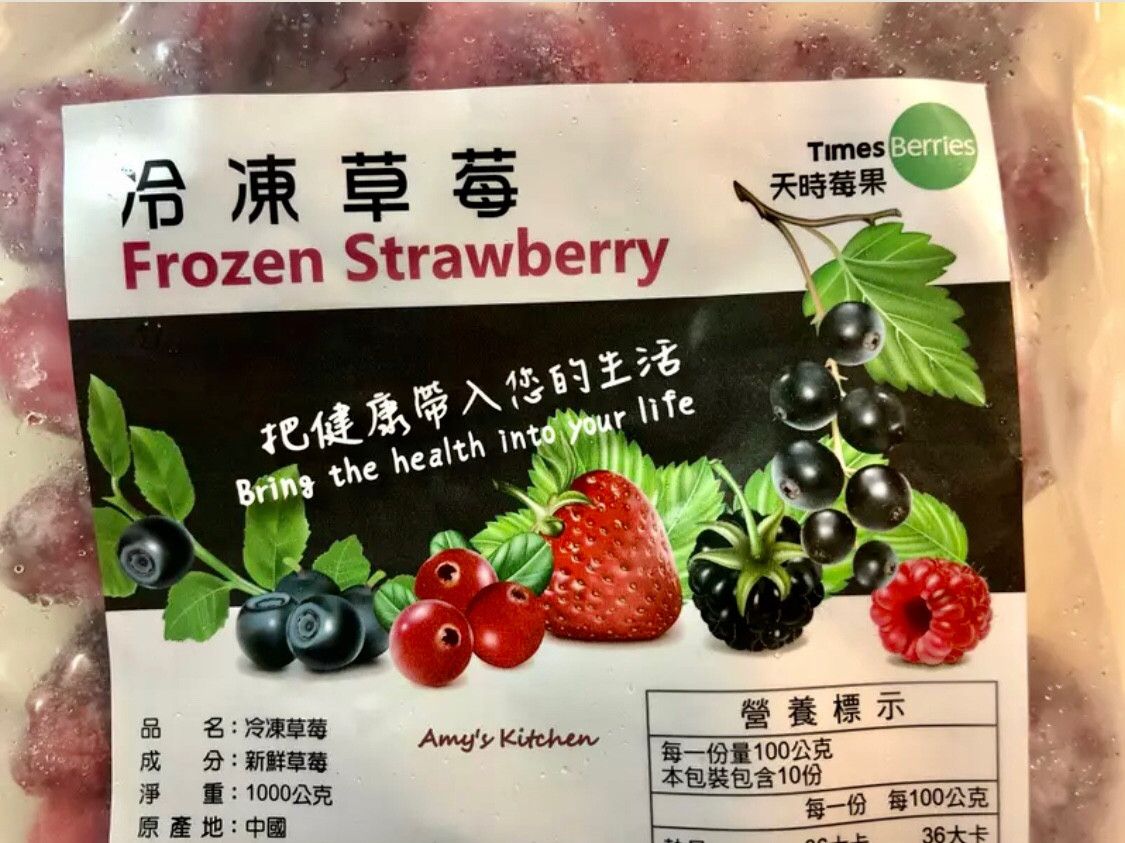 冷凍草莓
Frozen Strawberry
Times Berries
天時莓果
把健康帶入您的生活
Bring the health into your life
品名：冷凍草莓
成分：新鮮草莓
淨重：1000公克
原產地：中國
Amy's Kitchen
營養標示
每一份量100公克
本包裝包含10份
每一份 每100公克
36大卡